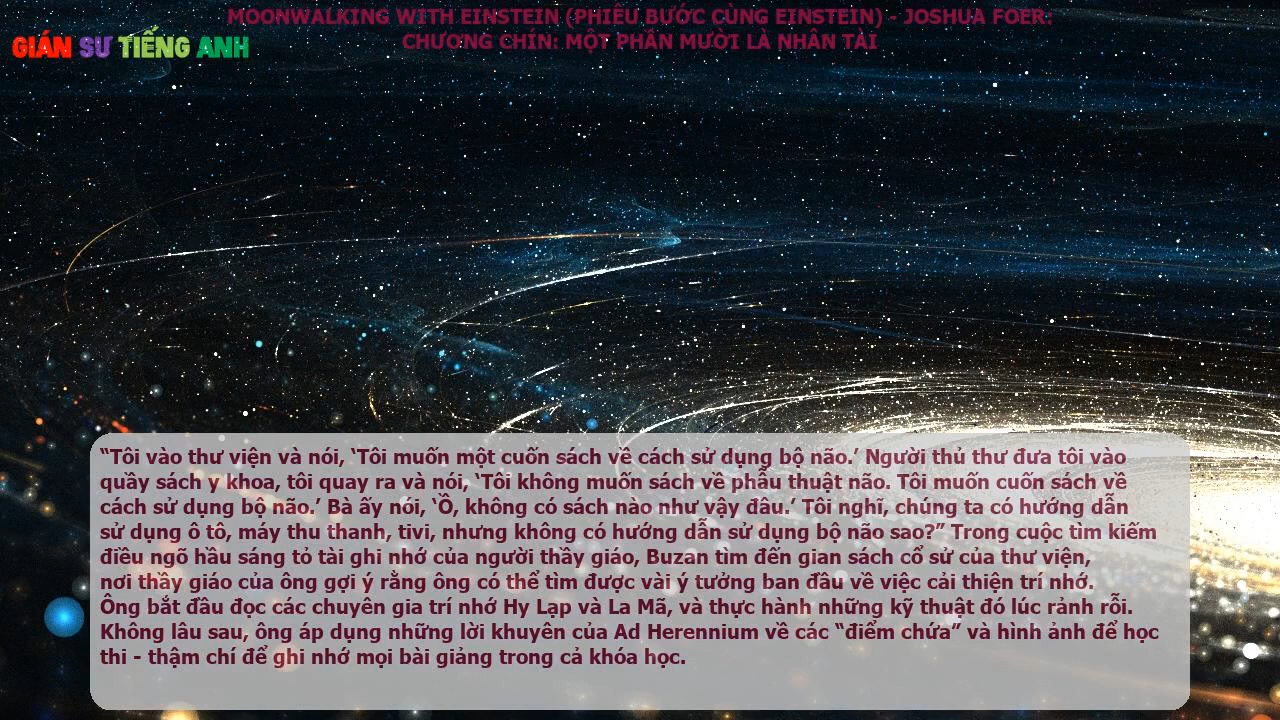 MOONWALKING WITH EINSTEIN (PHIÊU BƯỚC CÙNG EINSTEIN) - JOSHUA FOER:
CHƯƠNG CHÍN: MỘT PHẦN MƯỜI LÀ NHÂN TÀI
GIÁN SƯ TIẾNG ANH
“Tôi vào thư viện và nói, ‘Tôi muốn một cuốn sách về cách sử dụng bộ não.’ Người thủ thư đưa tôi vào
quầy sách y khoa, tôi quay ra và nói, ‘Tôi không muốn sách về phẫu thuật não. Tôi muốn cuốn sách về
cách sử dụng bộ não.’ Bà ấy nói, ‘Ồ, không có sách nào như vậy đâu.’ Tôi nghĩ, chúng ta có hướng dẫn
sử dụng ô tô, máy thu thanh, tivi, nhưng không có hướng dẫn sử dụng bộ não sao?” Trong cuộc tìm kiếm
điều ngõ hầu sáng tỏ tài ghi nhớ của người thầy giáo, Buzan tìm đến gian sách cổ sử của thư viện,
nơi thầy giáo của ông gợi ý rằng ông có thể tìm được vài ý tưởng ban đầu về việc cải thiện trí nhớ.
Ông bắt đầu đọc các chuyên gia trí nhớ Hy Lạp và La Mã, và thực hành những kỹ thuật đó lúc rảnh rỗi.
Không lâu sau, ông áp dụng những lời khuyên của Ad Herennium về các “điểm chứa” và hình ảnh để học
thi - thậm chí để ghi nhớ mọi bài giảng trong cả khóa học.